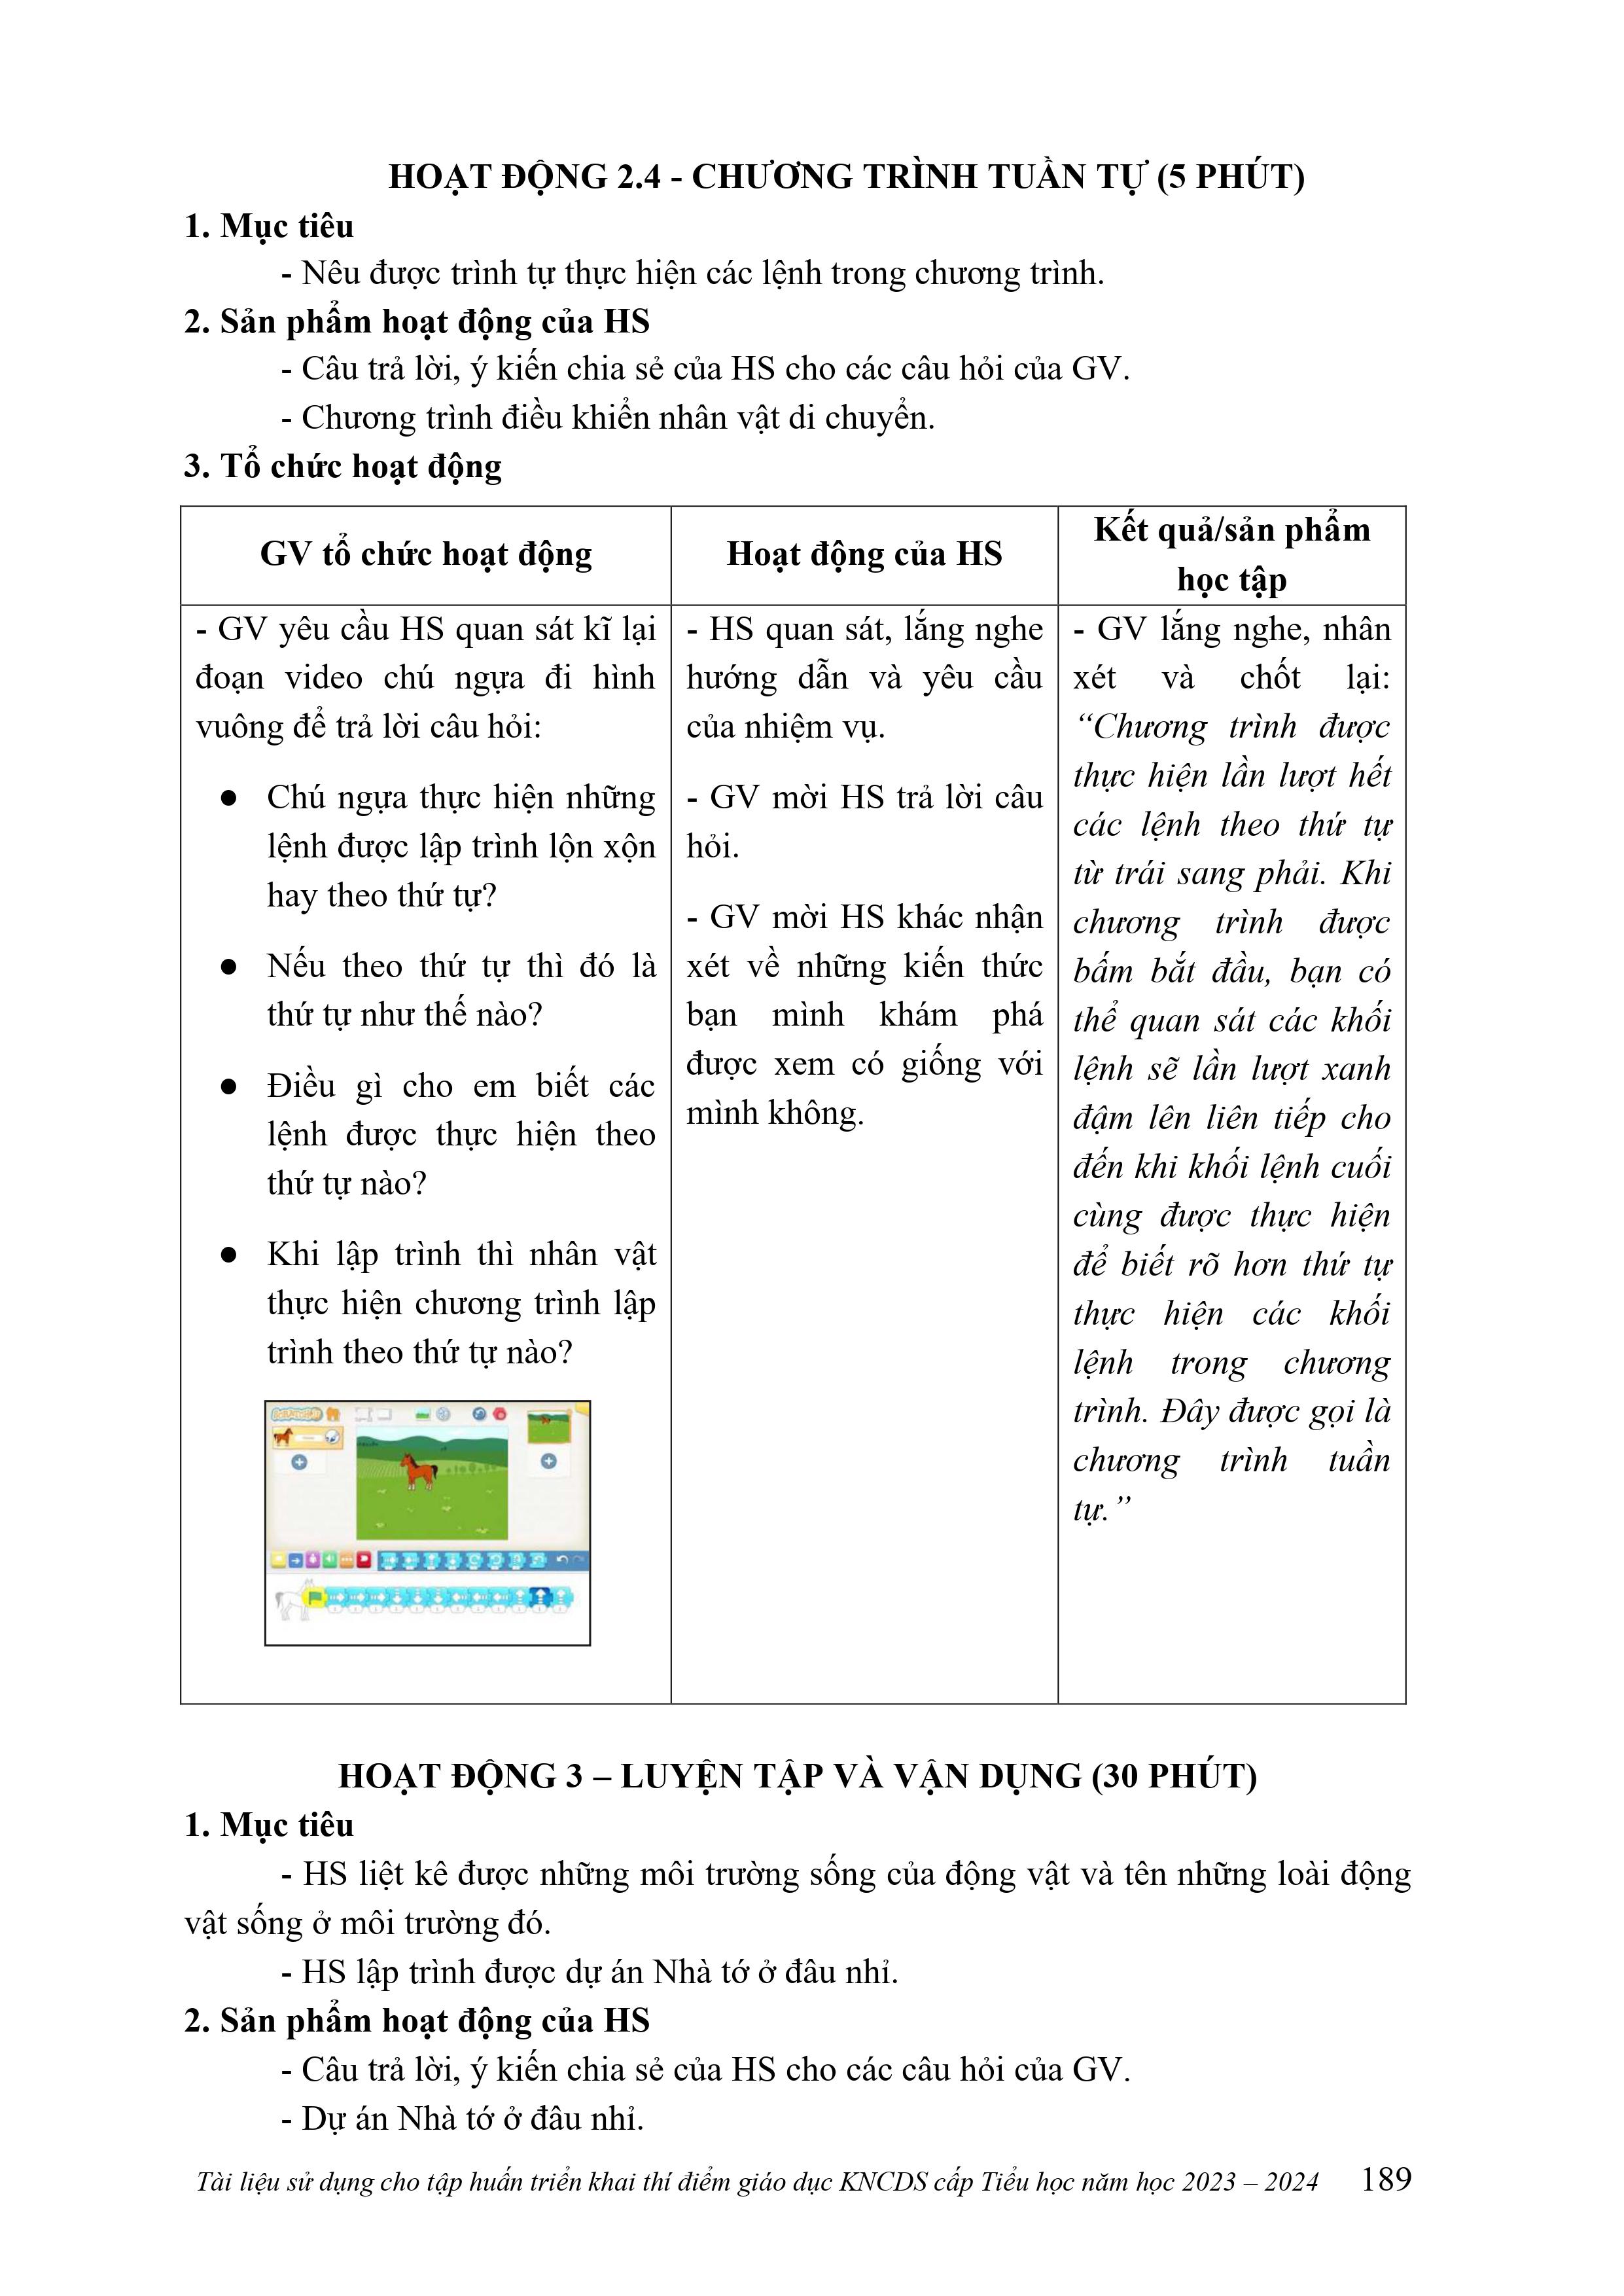 HOẠT ĐỘNG 2.4 - CHƯƠNG TRÌNH TUẦN TỰ (5 PHÚT)
1. Mục tiêu
- Nêu được trình tự thực hiện các lệnh trong chương trình.
2. Sản phẩm hoạt động của HS
- Câu trả lời, ý kiến chia sẻ của HS cho các câu hỏi của GV.
- Chương trình điều khiển nhân vật di chuyển.
3. Tổ chức hoạt động
GV tổ chức hoạt động
Hoạt động của HS
Kết quả/sản phẩm
học tập
- GV yêu cầu HS quan sát kĩ lại
đoạn video chú ngựa đi hình
vuông để trả lời câu hỏi:
● Chú ngựa thực hiện những
lệnh được lập trình lộn xộn
hay theo thứ tự?
● Nếu theo thứ tự thì đó là
thứ tự như thế nào?
● Điều gì cho em biết các
lệnh được thực hiện theo
thứ tự nào?
● Khi lập trình thì nhân vật
thực hiện chương trình lập
trình theo thứ tự nào?
- HS quan sát, lắng nghe
hướng dẫn và yêu cầu
của nhiệm vụ.
- GV mời HS trả lời câu
hỏi.
- GV mời HS khác nhận
xét về những kiến thức
bạn mình khám phá
được xem có giống với
mình không.
- GV lắng nghe, nhân
xét và chốt lại:
“Chương trình được
thực hiện lần lượt hết
các lệnh theo thứ tự
từ trái sang phải. Khi
chương trình được
bấm bắt đầu, bạn có
thể quan sát các khối
lệnh sẽ lần lượt xanh
đậm lên liên tiếp cho
đến khi khối lệnh cuối
cùng được thực hiện
để biết rõ hơn thứ tự
thực hiện các khối
lệnh trong chương
trình. Đây được gọi là
chương trình tuần
tự.”
HOẠT ĐỘNG 3 – LUYỆN TẬP VÀ VẬN DỤNG (30 PHÚT)
1. Mục tiêu
- HS liệt kê được những môi trường sống của động vật và tên những loài động
vật sống ở môi trường đó.
- HS lập trình được dự án Nhà tớ ở đâu nhỉ.
2. Sản phẩm hoạt động của HS
- Câu trả lời, ý kiến chia sẻ của HS cho các câu hỏi của GV.
- Dự án Nhà tớ ở đâu nhỉ.
Tài liệu sử dụng cho tập huấn triển khai thí điểm giáo dục KNCDS cấp Tiểu học năm học 2023 – 2024 189